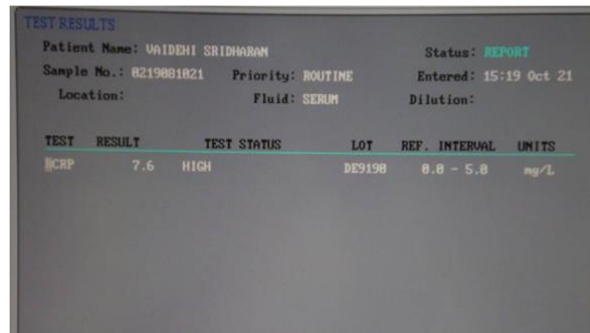 TEST RESULTS
Patient Name: VAIDEHI SRIDHARAN Status: REPORT
Sample No.: 0219081021 Priority: ROUTINE Entered: 15:19 Oct 21
Location: Fluid: SERUM Dilution:
TEST RESULT TEST STATUS LOT REF. INTERVAL UNITS
CRP 7.6 HIGH DE9198 0.0 - 5.0 mg/L